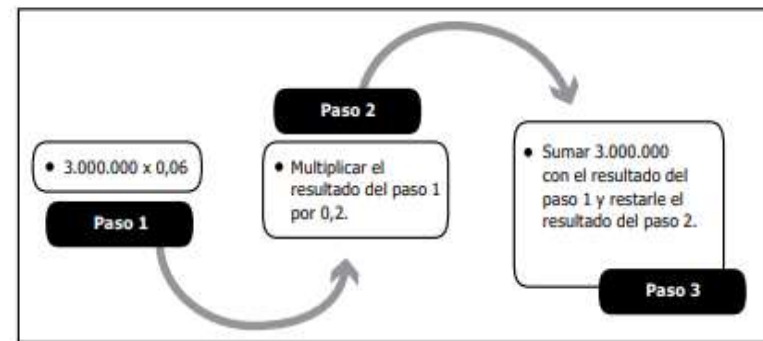 • 3.000.000 x 0,06
Paso 1
Paso 2
• Multiplicar el
resultado del paso 1
por 0,2.
• Sumar 3.000.000
con el resultado del
paso 1 y restarle el
resultado del paso 2.
Paso 3